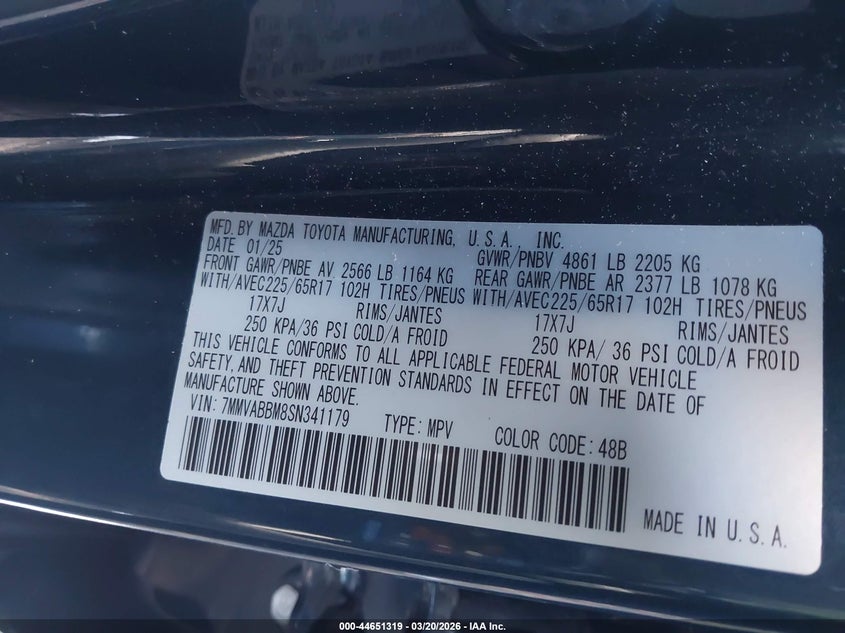 MFD. BY MAZDA TOYOTA MANUFACTURING, U.S.A., INC.
DATE 01/25 GVWR/PNBV 4861 LB 2205 KG
FRONT GAWR/PNBE AV 2566 LB 1164 KG REAR GAWR/PNBE AR 2377 LB 1078 KG
WITH/AVEC225/65R17 102H TIRES/PNEUS WITH/AVEC225/65R17 102H TIRES/PNEUS
17X7J RIMS/JANTES 17X7J RIMS/JANTES
250 KPA/36 PSI COLD/A FROID 250 KPA/ 36 PSI COLD/A FROID
THIS VEHICLE CONFORMS TO ALL APPLICABLE FEDERAL MOTOR VEHICLE
SAFETY, AND THEFT PREVENTION STANDARDS IN EFFECT ON THE DATE OF
MANUFACTURE SHOWN ABOVE.
VIN: 7MMVABBM8SN341179 TYPE: MPV COLOR CODE: 48B
MADE IN U.S.A.
000-44651319 - 03/20/2026 - IAA Inc.